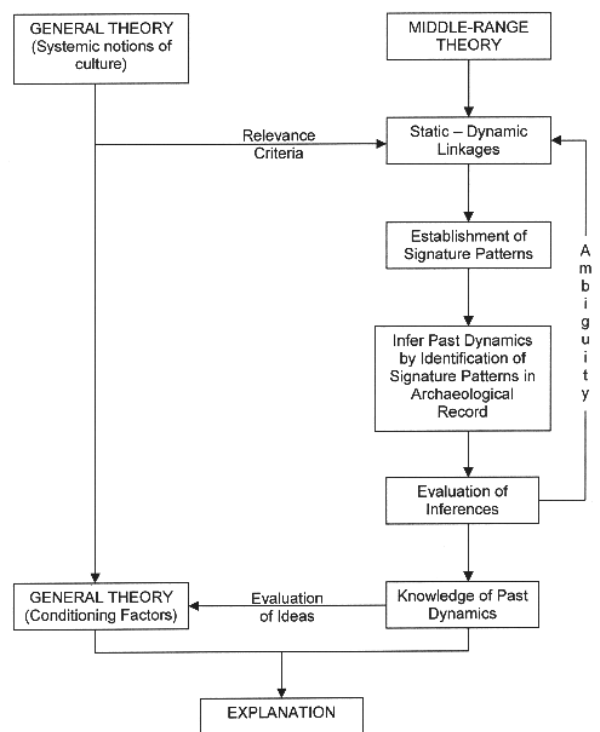 GENERAL THEORY
(Systemic notions of
culture)
MIDDLE-RANGE
THEORY
Relevance
Criteria
Static – Dynamic
Linkages
Establishment of
Signature Patterns
Ambiguity
Infer Past Dynamics
by Identification of
Signature Patterns in
Archaeological
Record
Evaluation of
Inferences
GENERAL THEORY
(Conditioning Factors)
Evaluation
of Ideas
Knowledge of Past
Dynamics
EXPLANATION